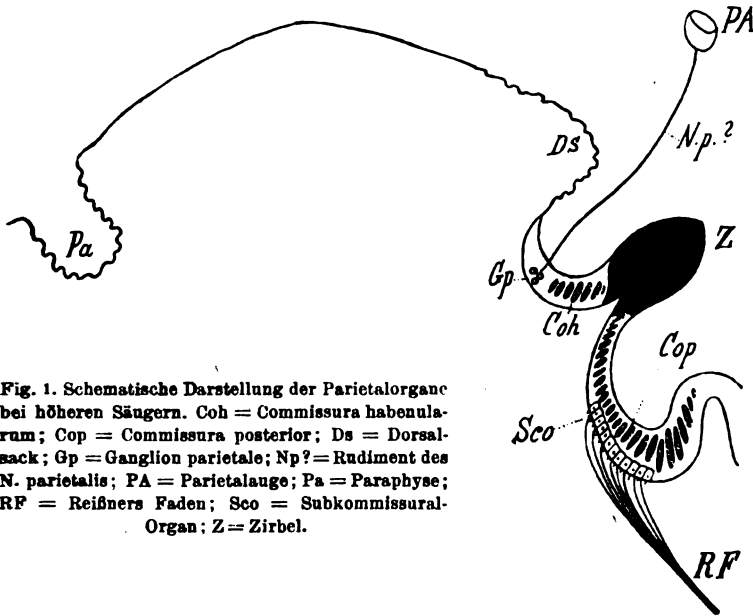 PA
N.p.?
Ds
Pa
Z
Gp
Coh
Cop
Sco
RF
Fig. 1. Schematische Darstellung der Parietalorgane
bei höheren Säugern. Coh = Commissura habenula-
rum; Cop = Commissura posterior; Ds = Dorsal-
sack; Gp = Ganglion parietale; Np? = Rudiment des
N. parietalis; PA = Parietalauge; Pa = Paraphyse;
RF = Reißners Faden; Sco = Subkommissural-
Organ; Z = Zirbel.